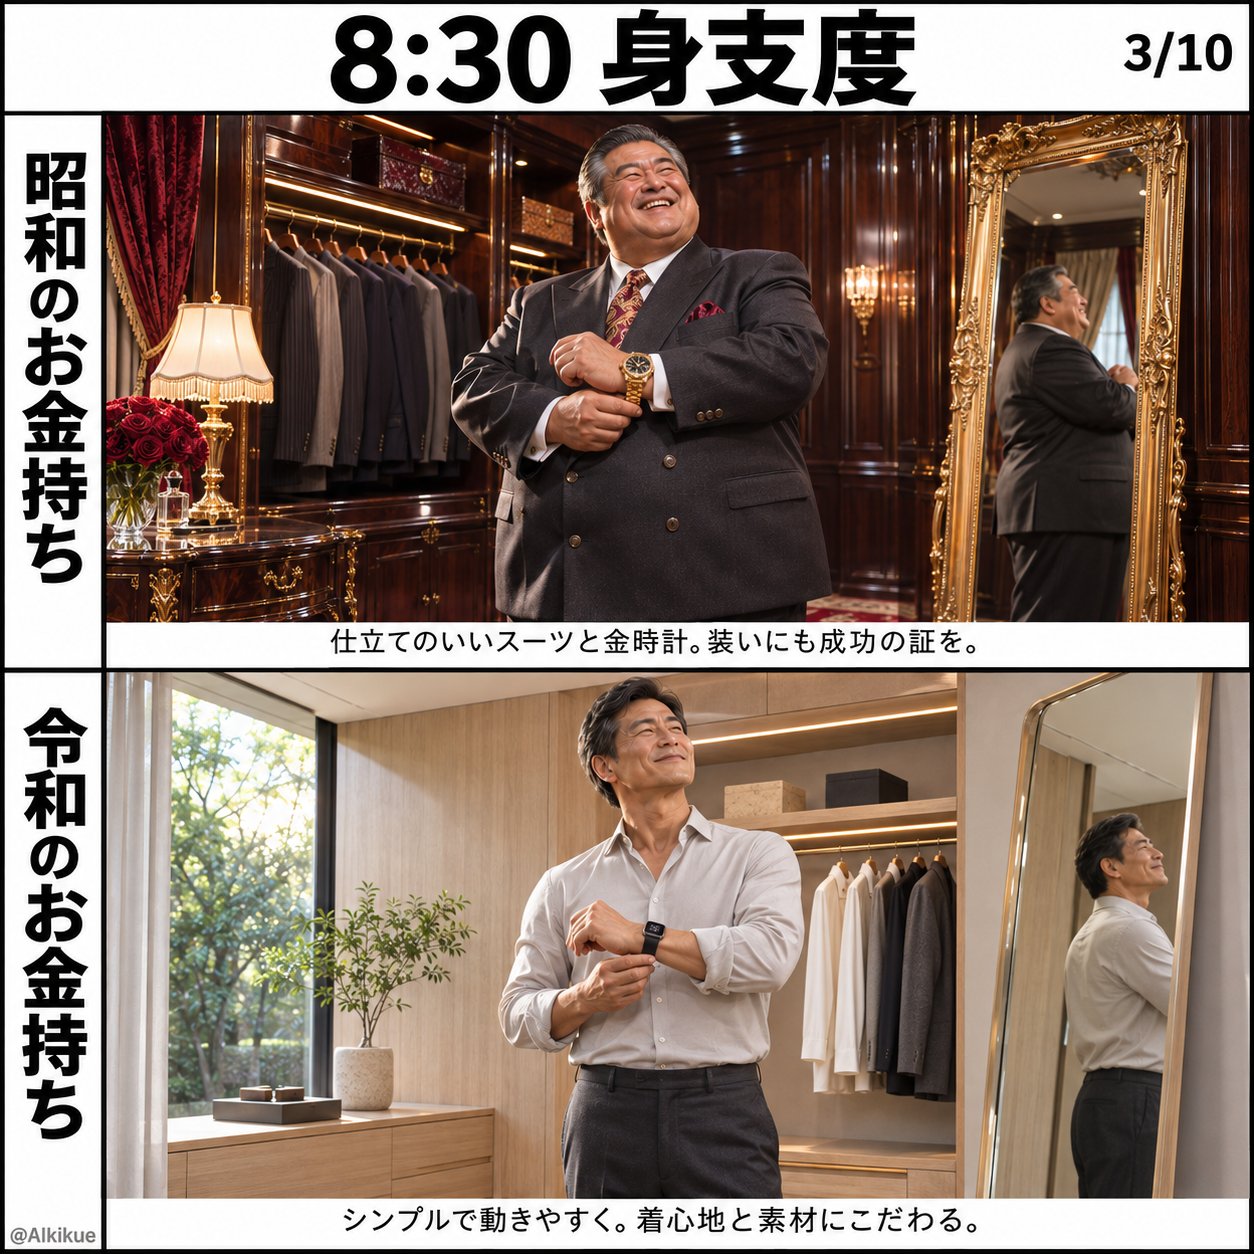 8:30 身支度
3/10
昭和のお金持ち
仕立てのいいスーツと金時計。装いにも成功の証を。
令和のお金持ち
シンプルで動きやすく。着心地と素材にこだわる。
@Alkikue